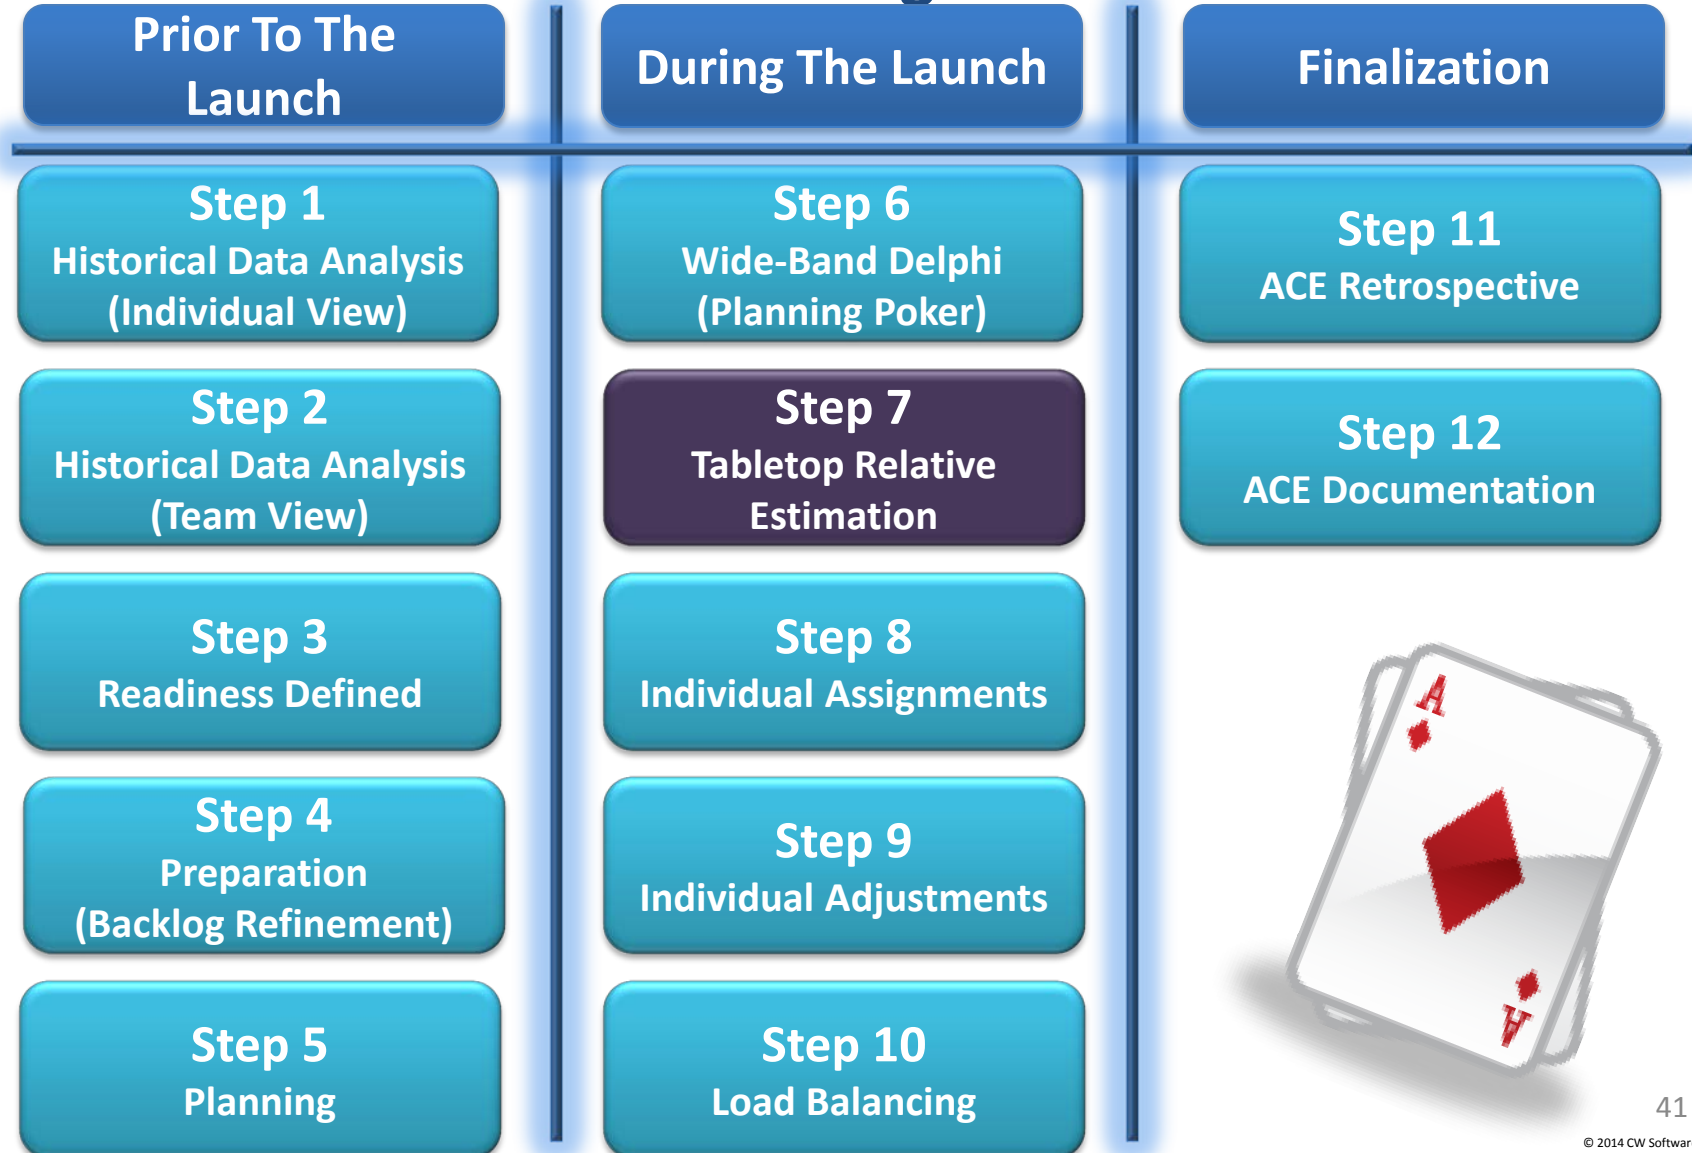 Prior To The
Launch
During The Launch
Finalization
Step 1
Historical Data Analysis
(Individual View)
Step 2
Historical Data Analysis
(Team View)
Step 3
Readiness Defined
Step 4
Preparation
(Backlog Refinement)
Step 5
Planning
Step 6
Wide-Band Delphi
(Planning Poker)
Step 7
Tabletop Relative
Estimation
Step 8
Individual Assignments
Step 9
Individual Adjustments
Step 10
Load Balancing
Step 11
ACE Retrospective
Step 12
ACE Documentation
A
A
41
© 2014 CW Softwar